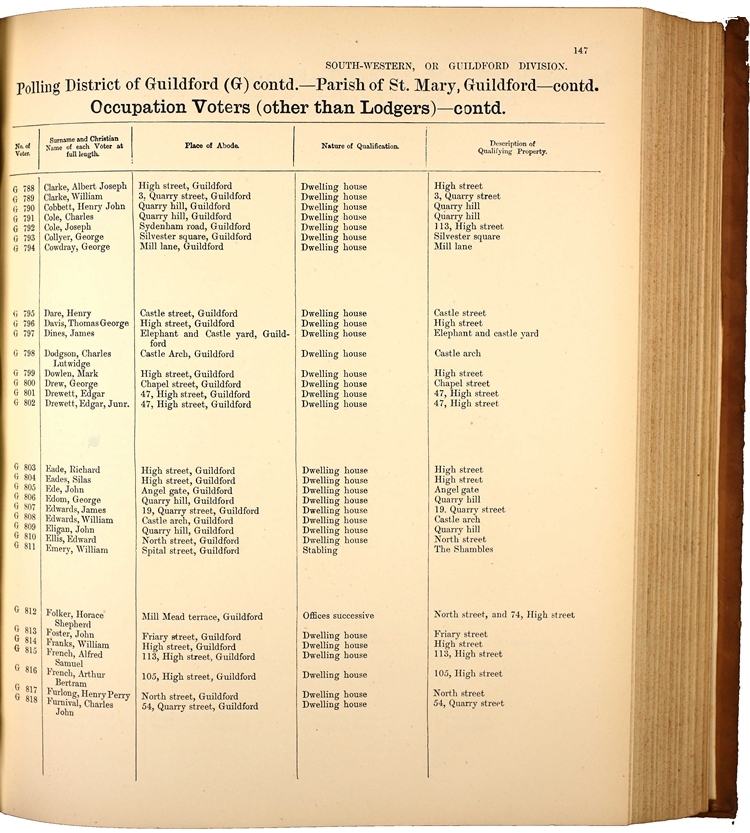 147
SOUTH-WESTERN, OR GUILDFORD DIVISION.
Polling District of Guildford (G) contd.—Parish of St. Mary, Guildford—contd.
Occupation Voters (other than Lodgers)—contd.
No. of Voter. Surname and Christian Name of each Voter at full length. Place of Abode. Nature of Qualification. Description of Qualifying Property.
G 788 Clarke, Albert Joseph High street, Guildford Dwelling house High street
G 789 Clarke, William 3, Quarry street, Guildford Dwelling house 3, Quarry street
G 790 Cobbett, Henry John Quarry hill, Guildford Dwelling house Quarry hill
G 791 Cole, Charles Quarry hill, Guildford Dwelling house Quarry hill
G 792 Cole, Joseph Sydenham road, Guildford Dwelling house 113, High street
G 793 Collyer, George Silvester square, Guildford Dwelling house Silvester square
G 794 Cowdray, George Mill lane, Guildford Dwelling house Mill lane
G 795 Dare, Henry Castle street, Guildford Dwelling house Castle street
G 796 Davis, Thomas George High street, Guildford Dwelling house High street
G 797 Dines, James Elephant and Castle yard, Guild- Dwelling house Elephant and castle yard
ford
G 798 Dodgson, Charles Castle Arch, Guildford Dwelling house Castle arch
Lutwidge
G 799 Dowlen, Mark High street, Guildford Dwelling house High street
G 800 Drew, George Chapel street, Guildford Dwelling house Chapel street
G 801 Drewett, Edgar 47, High street, Guildford Dwelling house 47, High street
G 802 Drewett, Edgar, Junr. 47, High street, Guildford Dwelling house 47, High street
G 803 Eade, Richard High street, Guildford Dwelling house High street
G 804 Eades, Silas High street, Guildford Dwelling house High street
G 805 Ede, John Angel gate, Guildford Dwelling house Angel gate
G 806 Edom, George Quarry hill, Guildford Dwelling house Quarry hill
G 807 Edwards, James 19, Quarry street, Guildford Dwelling house 19. Quarry street
G 808 Edwards, William Castle arch, Guildford Dwelling house Castle arch
G 809 Eligan, John Quarry hill, Guildford Dwelling house Quarry hill
G 810 Ellis, Edward North street, Guildford Dwelling house North street
G 811 Emery, William Spital street, Guildford Stabling The Shambles
G 812 Folker, Horace Mill Mead terrace, Guildford Offices successive North street, and 74, High street
Shepherd
G 813 Foster, John Friary street, Guildford Dwelling house Friary street
G 814 Franks, William High street, Guildford Dwelling house High street
G 815 French, Alfred 113, High street, Guildford Dwelling house 113, High street
Samuel
G 816 French, Arthur 105, High street, Guildford Dwelling house 105, High street
Bertram
G 817 Furlong, Henry Perry North street, Guildford Dwelling house North street
G 818 Furnival, Charles 54, Quarry street, Guildford Dwelling house 54, Quarry street
John